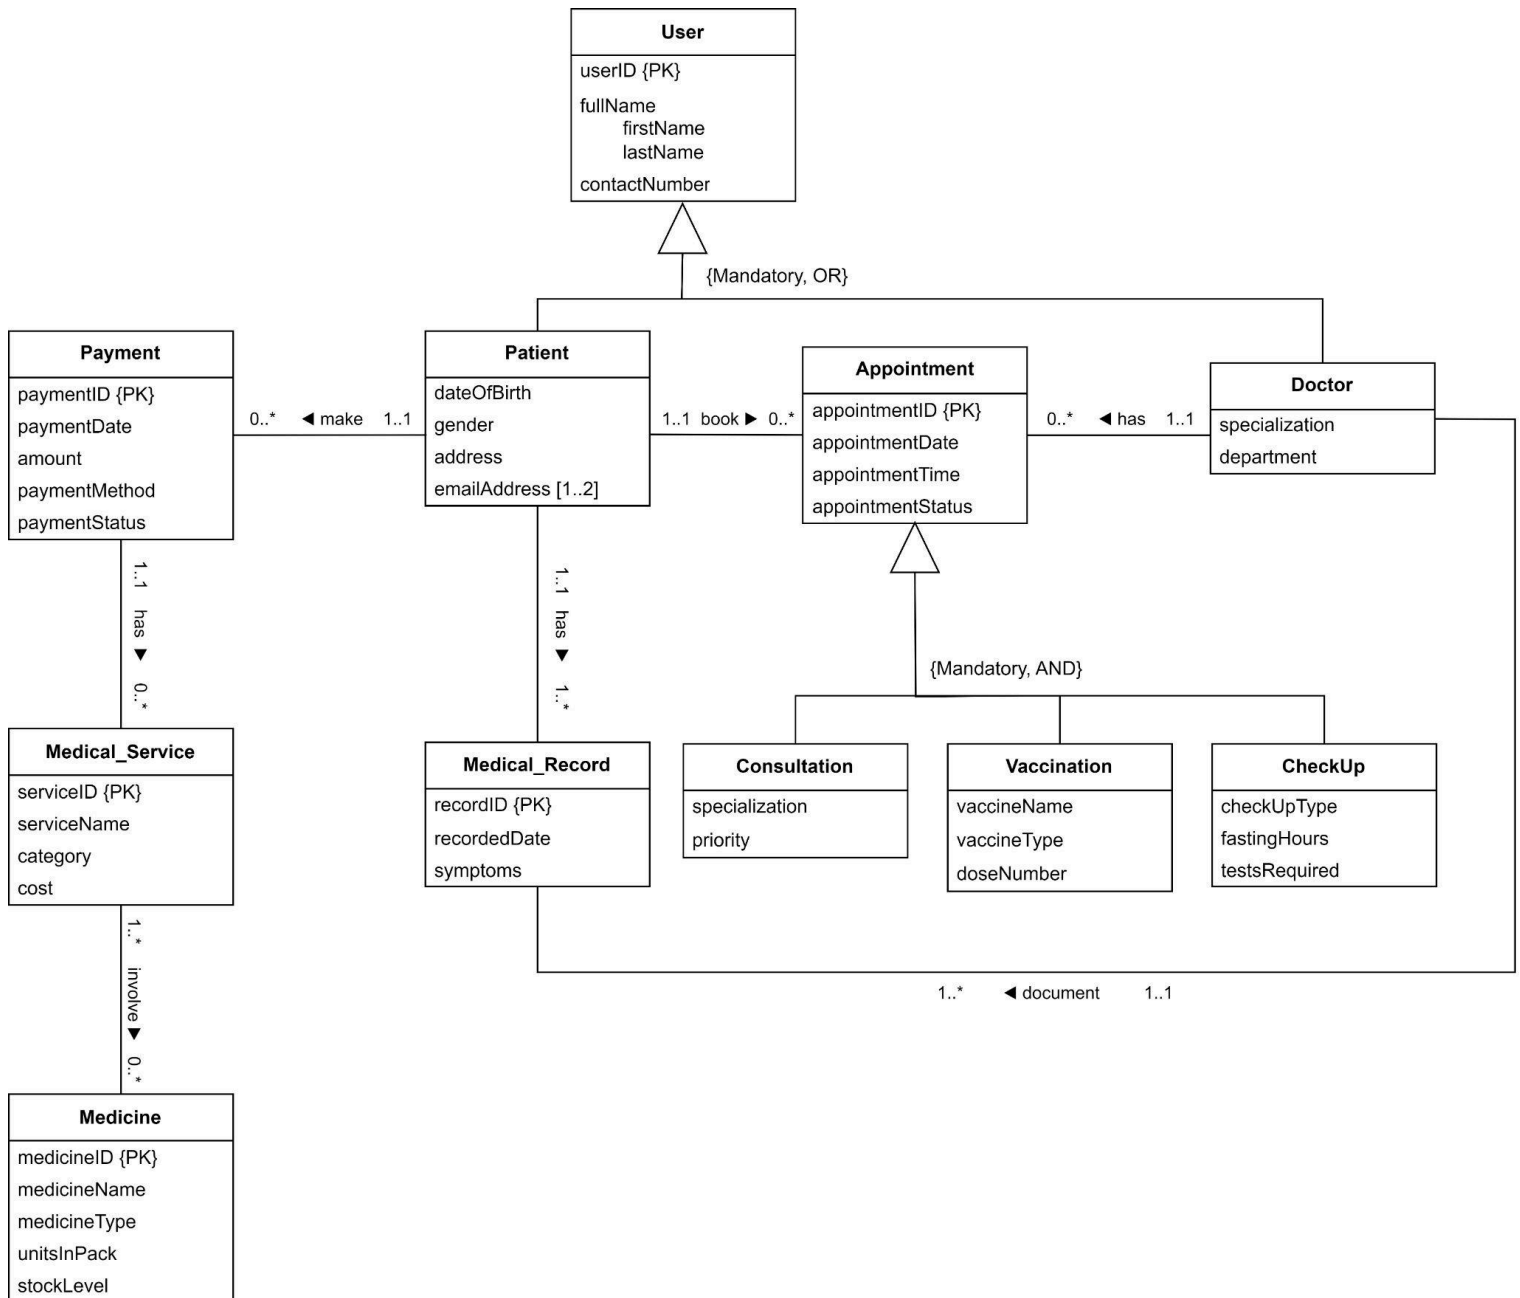 User
userID {PK}
fullName
firstName
lastName
contactNumber
{Mandatory, OR}
Payment
paymentID {PK}
paymentDate
amount
paymentMethod
paymentStatus
0..* ◀ make 1..1
Patient
dateOfBirth
gender
address
emailAddress [1..2]
1..1 book ▶ 0..*
Appointment
appointmentID {PK}
appointmentDate
appointmentTime
appointmentStatus
0..* ◀ has 1..1
Doctor
specialization
department
1..1 has ▶ 0..*
1..1 has ▶ 1..*
{Mandatory, AND}
Medical_Service
serviceID {PK}
serviceName
category
cost
Medical_Record
recordID {PK}
recordedDate
symptoms
Consultation
specialization
priority
Vaccination
vaccineName
vaccineType
doseNumber
CheckUp
checkUpType
fastingHours
testsRequired
1..* involve ▶ 0..*
1..* ◀ document 1..1
Medicine
medicineID {PK}
medicineName
medicineType
unitsInPack
stockLevel